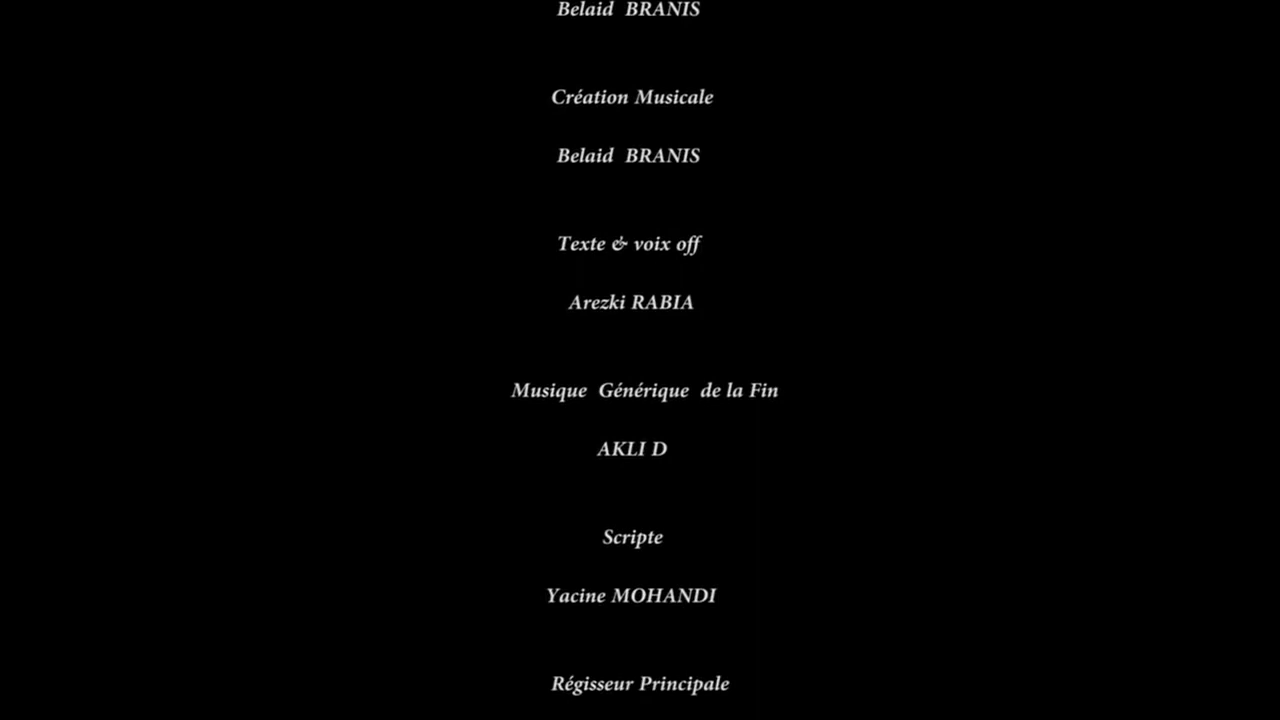 Belaid BRANIS
Création Musicale
Belaid BRANIS
Texte & voix off
Arezki RABIA
Musique Générique de la Fin
AKLI D
Scripte
Yacine MOHANDI
Régisseur Principale